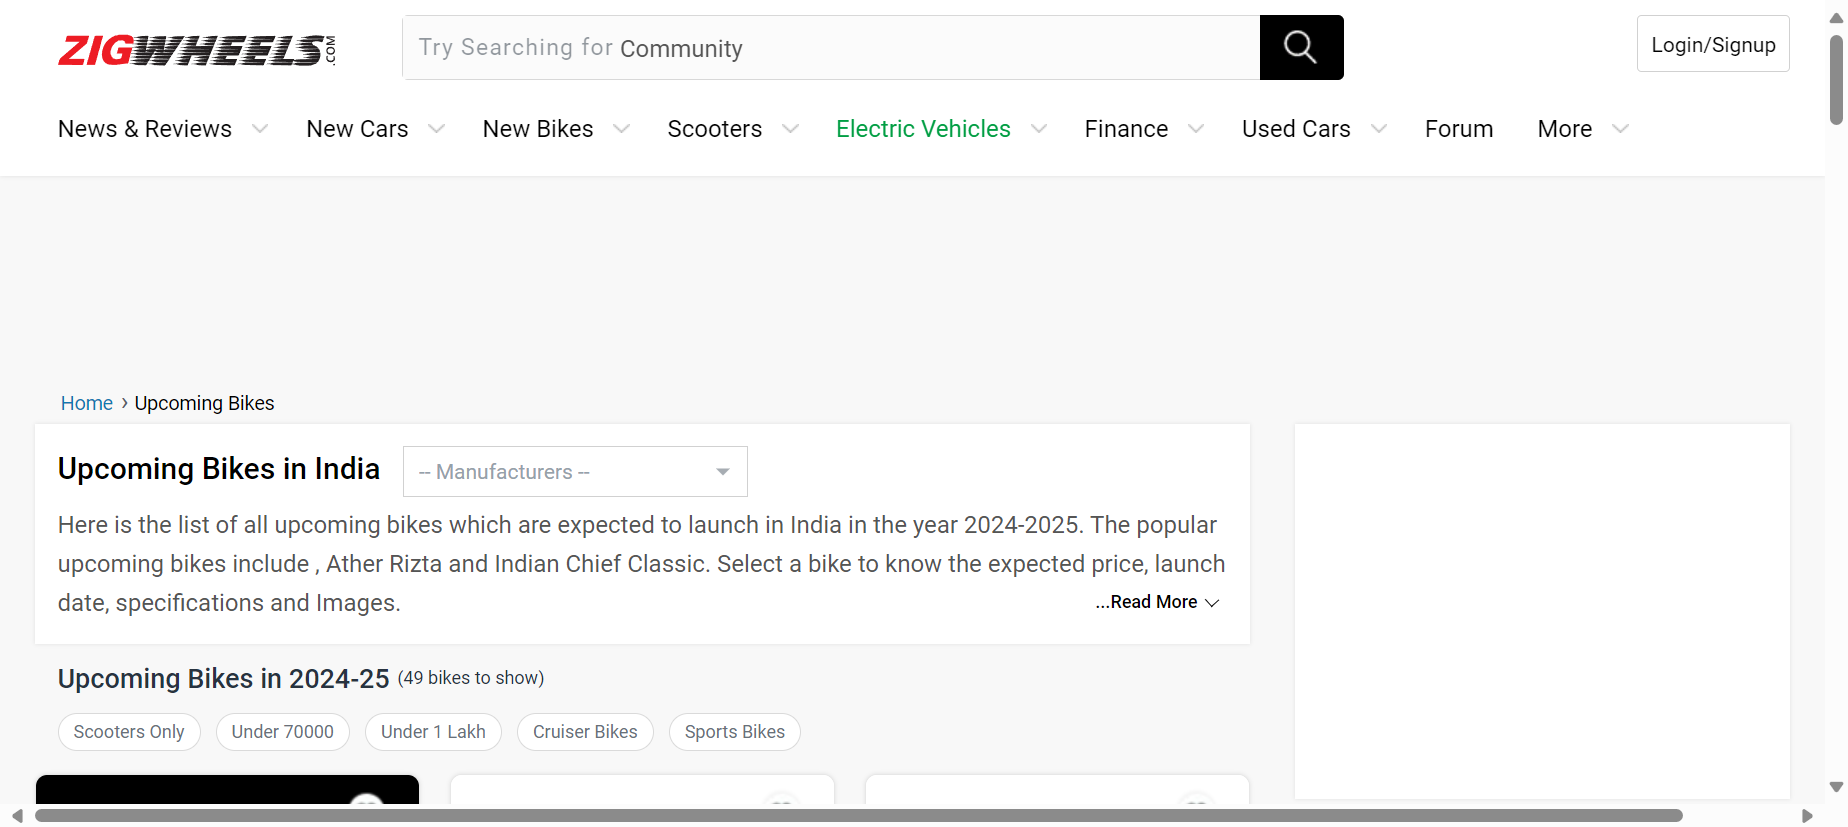 ZIGWHEELS.COM
Try Searching for Community
Login/Signup
News & Reviews New Cars New Bikes Scooters Electric Vehicles Finance Used Cars Forum More
Home › Upcoming Bikes
Upcoming Bikes in India
-- Manufacturers --
Here is the list of all upcoming bikes which are expected to launch in India in the year 2024-2025. The popular
upcoming bikes include , Ather Rizta and Indian Chief Classic. Select a bike to know the expected price, launch
date, specifications and Images.
...Read More
Upcoming Bikes in 2024-25 (49 bikes to show)
Scooters Only Under 70000 Under 1 Lakh Cruiser Bikes Sports Bikes